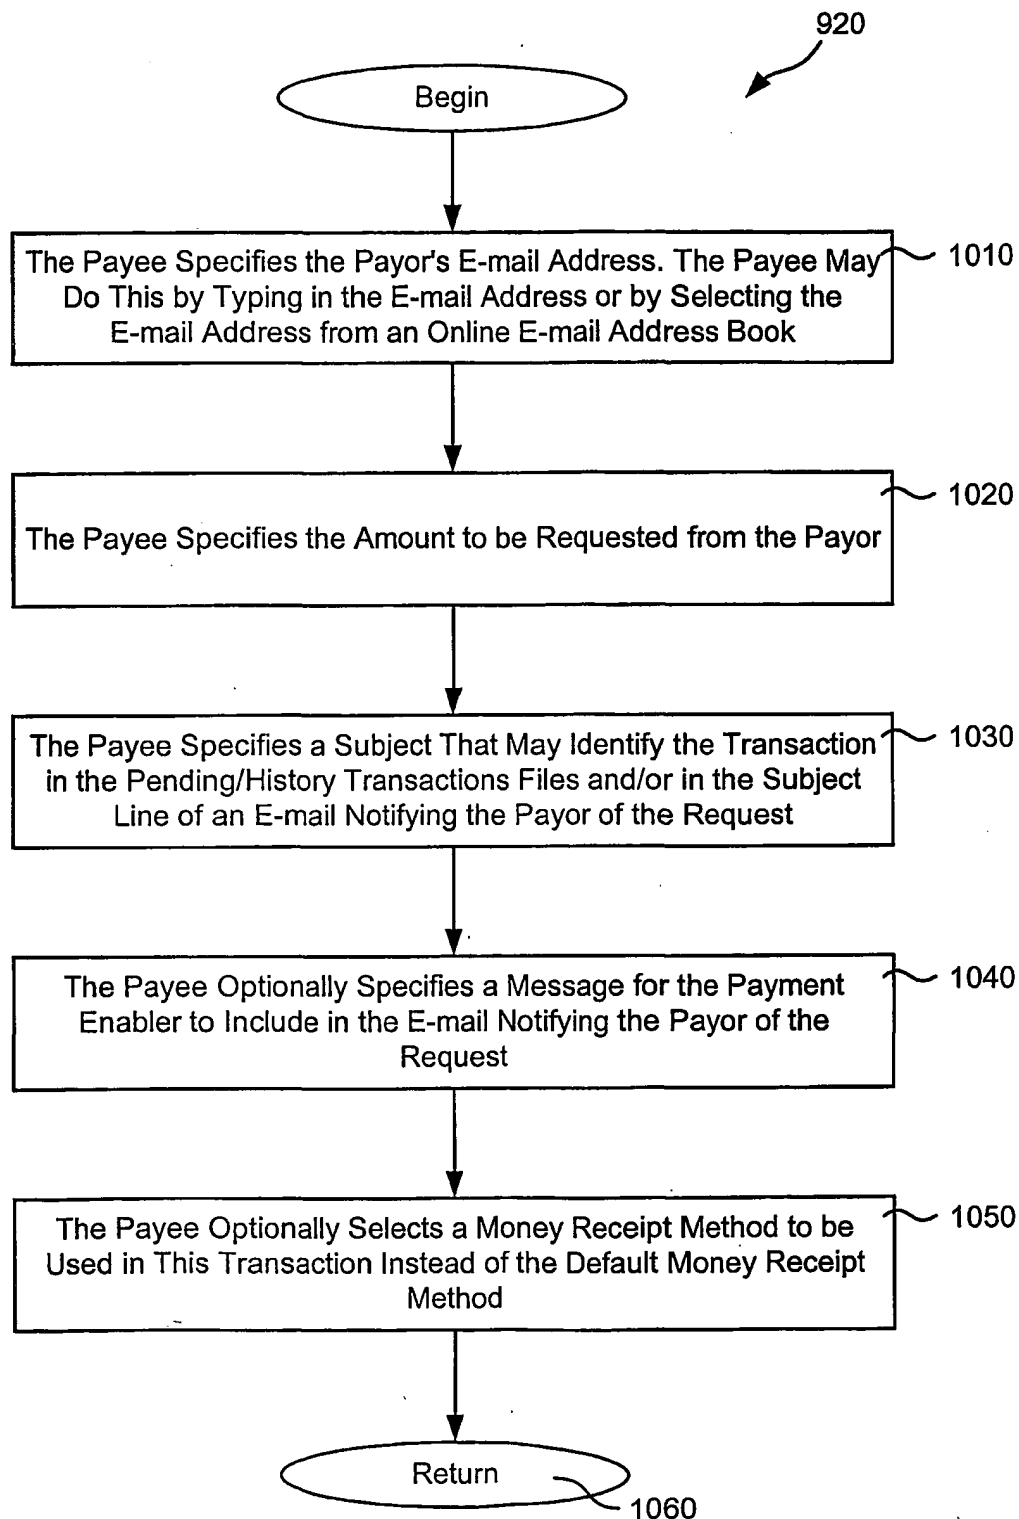 920
Begin
The Payee Specifies the Payor's E-mail Address. The Payee May
Do This by Typing in the E-mail Address or by Selecting the
E-mail Address from an Online E-mail Address Book
1010
The Payee Specifies the Amount to be Requested from the Payor
1020
The Payee Specifies a Subject That May Identify the Transaction
in the Pending/History Transactions Files and/or in the Subject
Line of an E-mail Notifying the Payor of the Request
1030
The Payee Optionally Specifies a Message for the Payment
Enabler to Include in the E-mail Notifying the Payor of the
Request
1040
The Payee Optionally Selects a Money Receipt Method to be
Used in This Transaction Instead of the Default Money Receipt
Method
1050
Return
1060